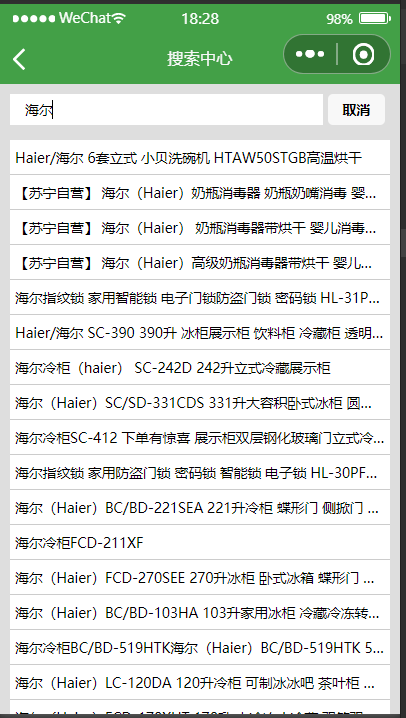 WeChat 18:28 98%
搜索中心
海尔 取消
Haier/海尔 6套立式 小贝洗碗机 HTAW50STGB高温烘干
【苏宁自营】 海尔（Haier）奶瓶消毒器 奶瓶奶嘴消毒 婴...
【苏宁自营】 海尔（Haier） 奶瓶消毒器带烘干 婴儿消毒...
【苏宁自营】 海尔（Haier）高级奶瓶消毒器带烘干 婴儿...
海尔指纹锁 家用智能锁 电子门锁防盗门锁 密码锁 HL-31P...
Haier/海尔 SC-390 390升 冰柜展示柜 饮料柜 冷藏柜 透明...
海尔冷柜（haier） SC-242D 242升立式冷藏展示柜
海尔（Haier）SC/SD-331CDS 331升大容积卧式冰柜 圆...
海尔冷柜SC-412 下单有惊喜 展示柜双层钢化玻璃门立式冷...
海尔指纹锁 家用防盗门锁 密码锁 智能锁 电子锁 HL-30PF...
海尔（Haier）BC/BD-221SEA 221升冷柜 蝶形门 侧掀门 ...
海尔冷柜FCD-211XF
海尔（Haier）FCD-270SEE 270升冰柜 卧式冰箱 蝶形门 ...
海尔（Haier）BC/BD-103HA 103升家用冰柜 冷藏冷冻转...
海尔冷柜BC/BD-519HTK海尔（Haier）BC/BD-519HTK 5...
海尔（Haier）LC-120DA 120升冷柜 可制冰冰吧 茶叶柜 ...